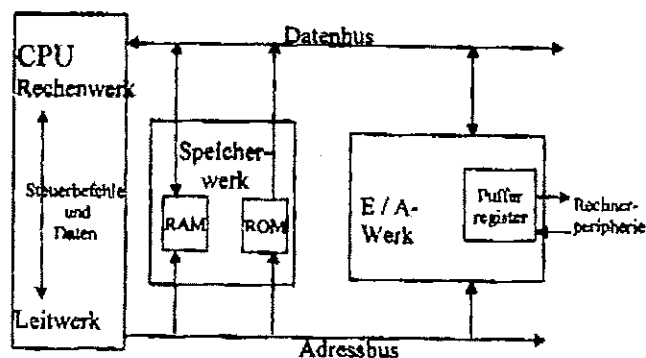 Datenbus
CPU
Rechenwerk
Steuerbefehle
und
Daten
Leitwerk
Speicher-
werk
RAM
ROM
E / A-
Werk
Puffer
register
Rechner-
peripherie
Adressbus